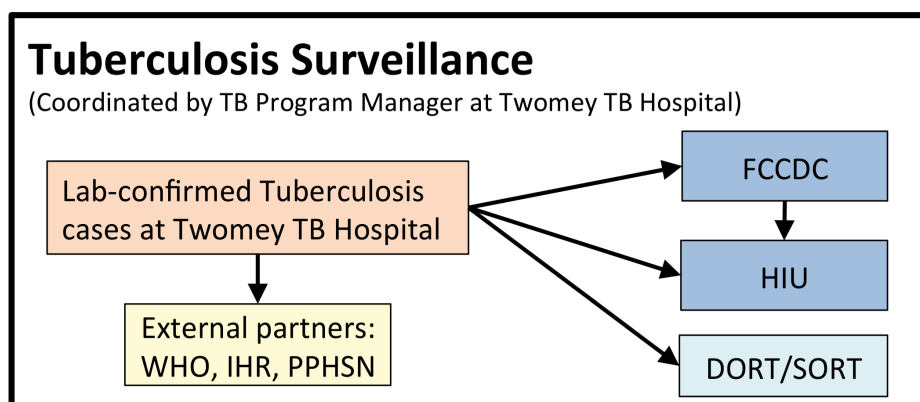 Tuberculosis Surveillance
(Coordinated by TB Program Manager at Twomey TB Hospital)
Lab-confirmed Tuberculosis
cases at Twomey TB Hospital
External partners:
WHO, IHR, PPHSN
FCCDC
HIU
DORT/SORT